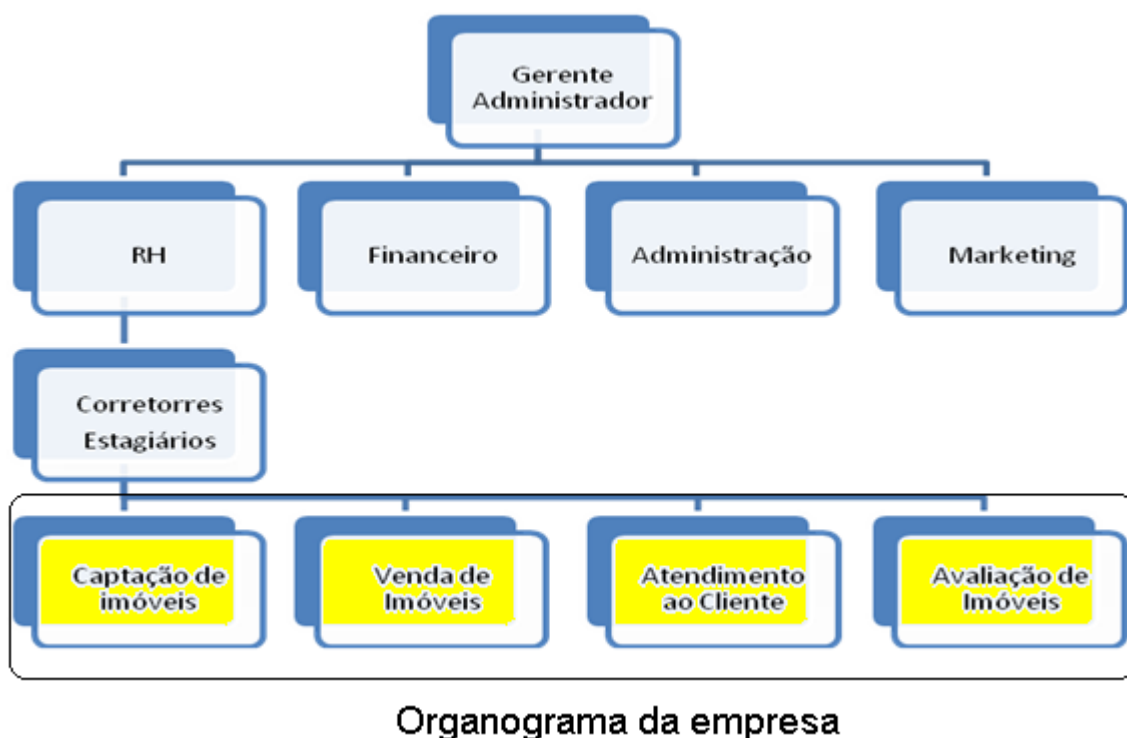 Gerente
Administrador
RH
Financeiro
Administração
Marketing
Corretorres
Estagiários
Captação de
imóveis
Venda de
Imóveis
Atendimento
ao Cliente
Avaliação de
Imóveis
Organograma da empresa